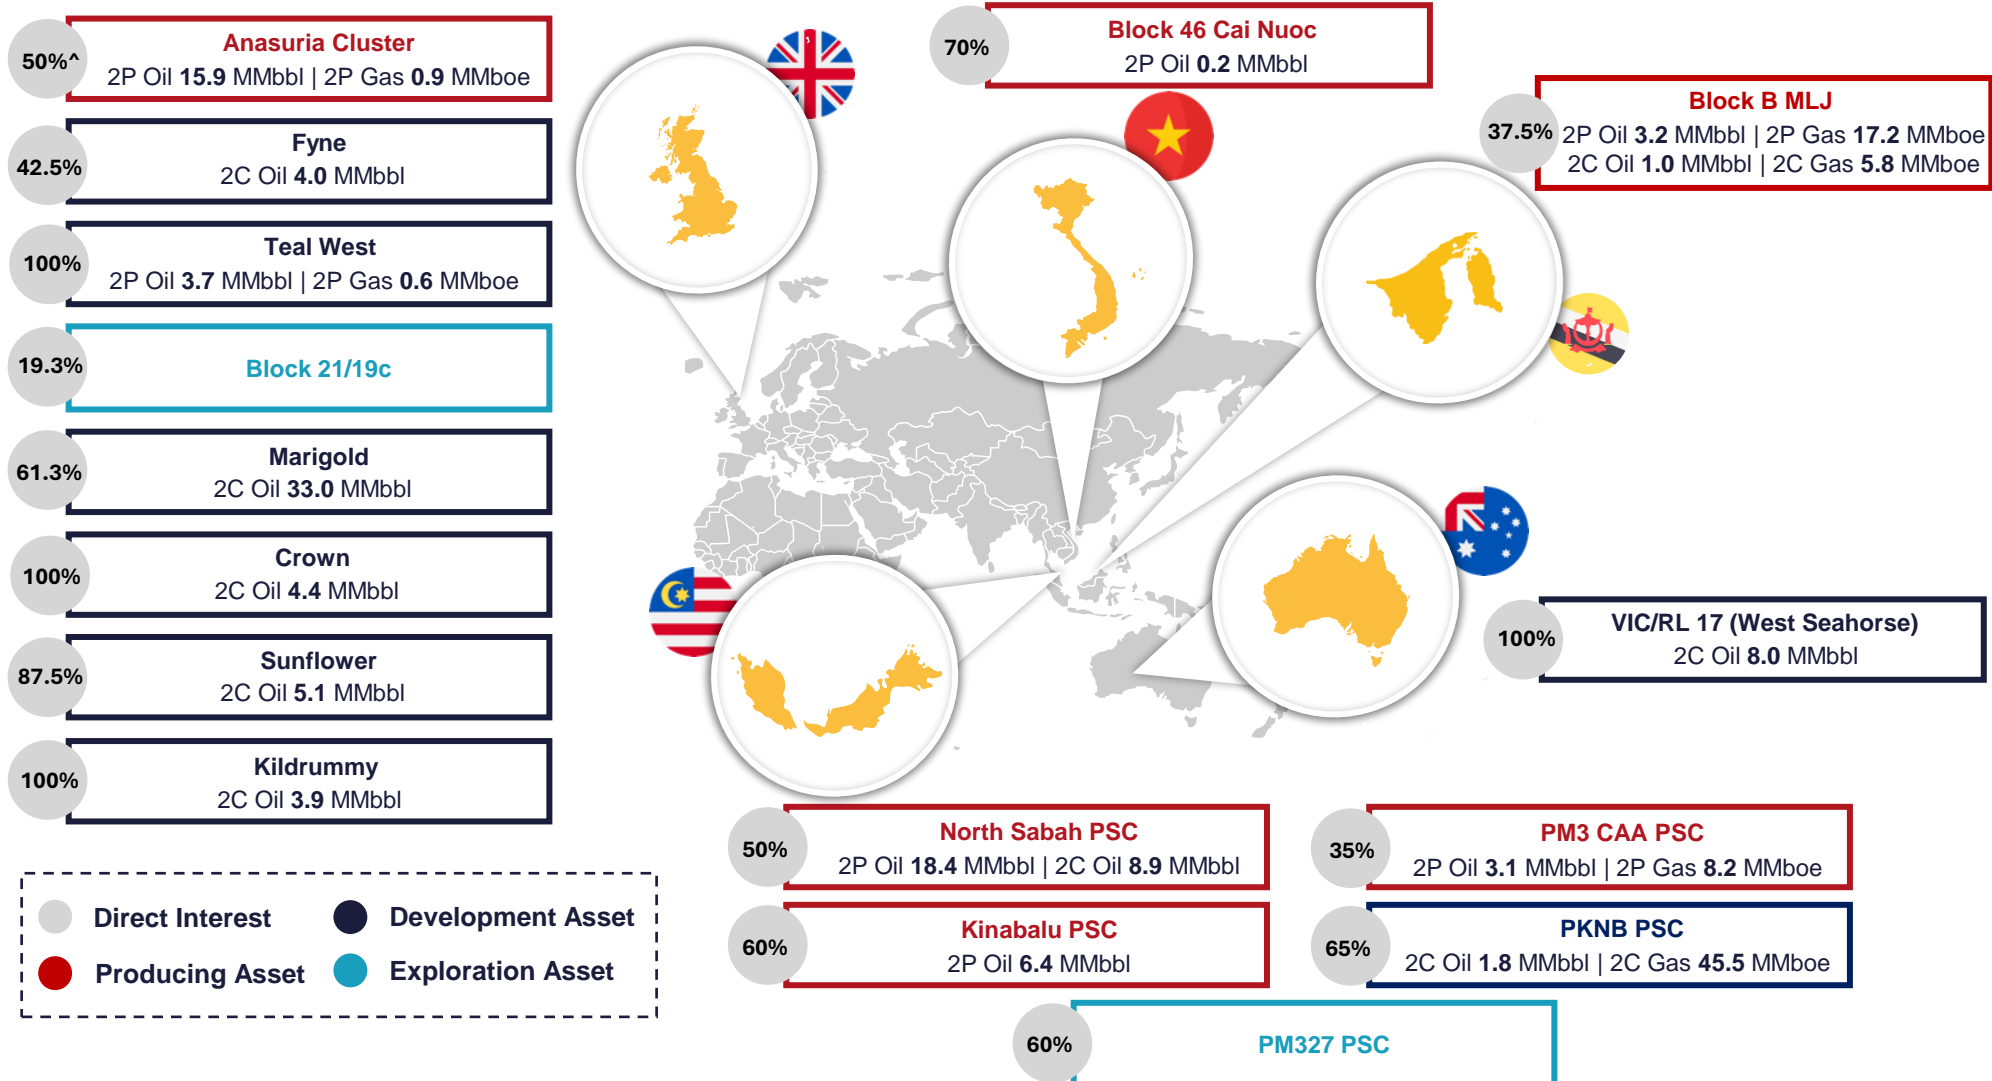 50%^
Anasuria Cluster
2P Oil 15.9 MMbbl | 2P Gas 0.9 MMboe
42.5%
Fyne
2C Oil 4.0 MMbbl
100%
Teal West
2P Oil 3.7 MMbbl | 2P Gas 0.6 MMboe
19.3%
Block 21/19c
61.3%
Marigold
2C Oil 33.0 MMbbl
100%
Crown
2C Oil 4.4 MMbbl
87.5%
Sunflower
2C Oil 5.1 MMbbl
100%
Kildrummy
2C Oil 3.9 MMbbl
70%
Block 46 Cai Nuoc
2P Oil 0.2 MMbbl
37.5%
Block B MLJ
2P Oil 3.2 MMbbl | 2P Gas 17.2 MMboe
2C Oil 1.0 MMbbl | 2C Gas 5.8 MMboe
100%
VIC/RL 17 (West Seahorse)
2C Oil 8.0 MMbbl
50%
North Sabah PSC
2P Oil 18.4 MMbbl | 2C Oil 8.9 MMbbl
35%
PM3 CAA PSC
2P Oil 3.1 MMbbl | 2P Gas 8.2 MMboe
60%
Kinabalu PSC
2P Oil 6.4 MMbbl
65%
PKNB PSC
2C Oil 1.8 MMbbl | 2C Gas 45.5 MMboe
60%
PM327 PSC
Direct Interest
Development Asset
Producing Asset
Exploration Asset